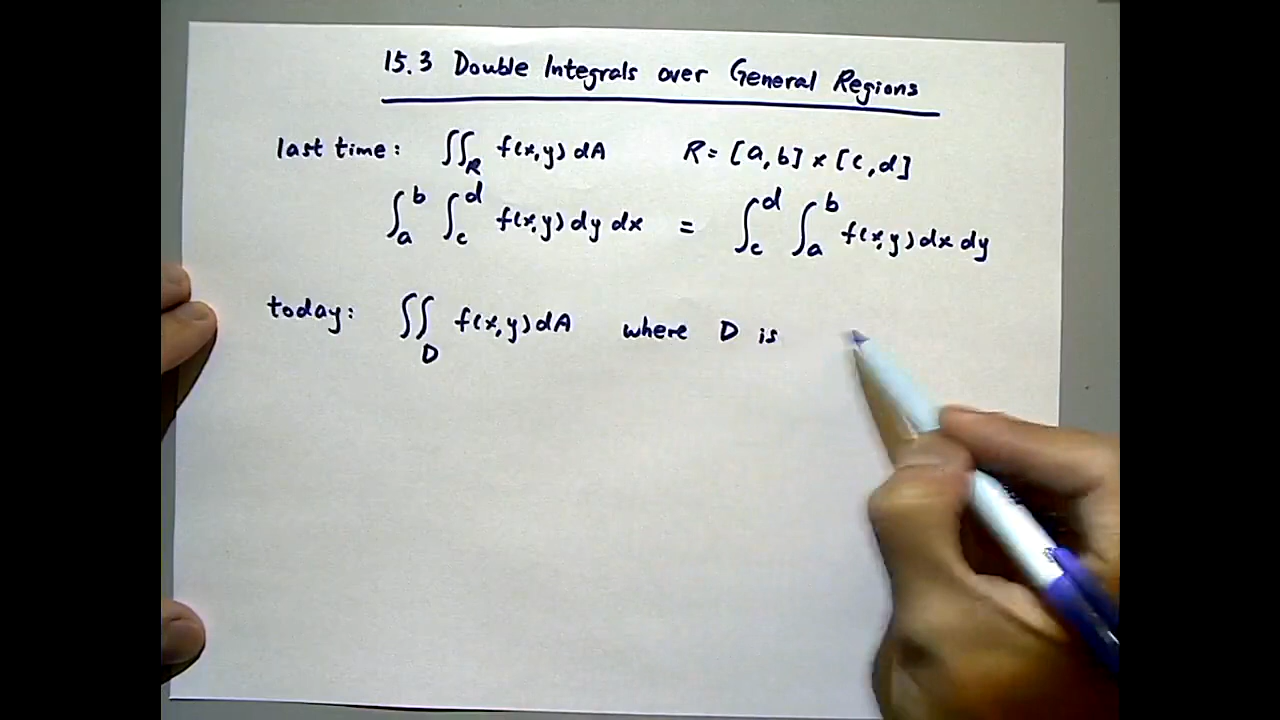 15.3 Double Integrals over General Regions
last time: ∬_R f(x,y) dA R = [a,b] × [c,d]
∫_a^b ∫_c^d f(x,y) dy dx = ∫_c^d ∫_a^b f(x,y) dx dy
today: ∬_D f(x,y) dA where D is